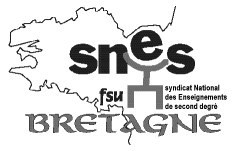 snes
fsu
syndicat National
des Enseignements
de second degré
BRETAGNE